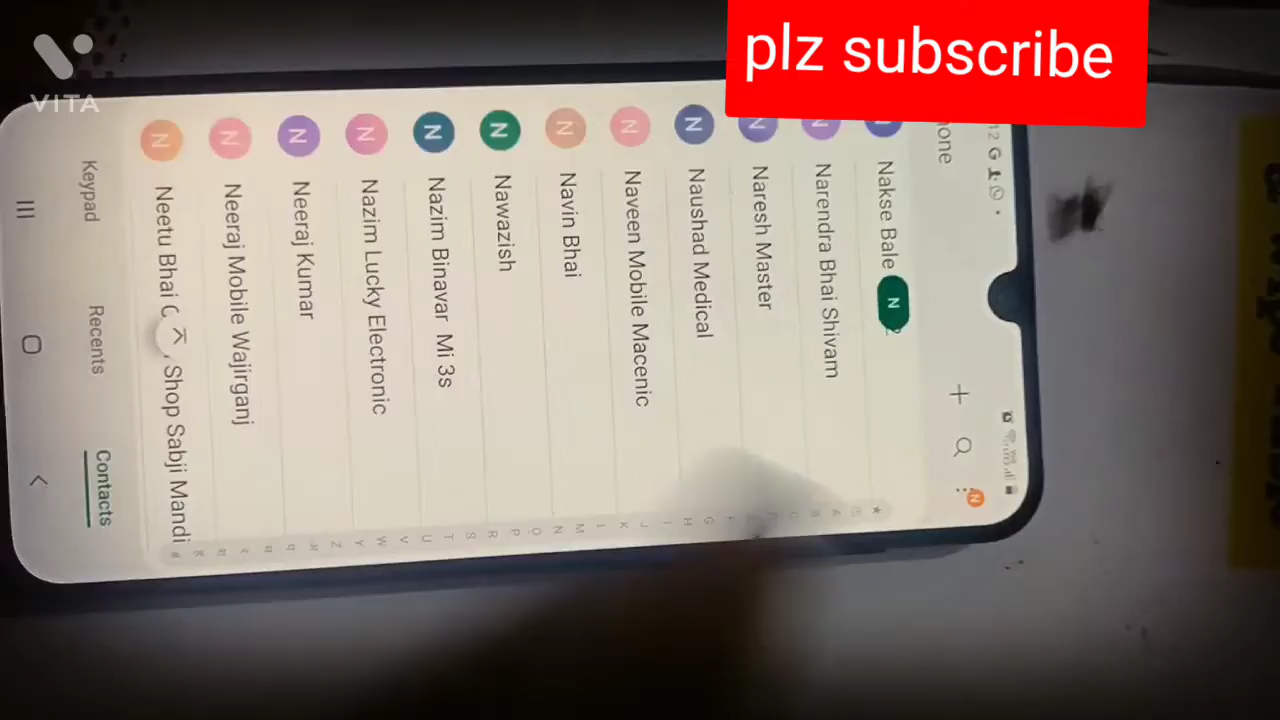 VITA
plz subscribe
Nakse Bale
N
Narendra Bhai Shivam
N
Naresh Master
N
Naushad Medical
N
Naveen Mobile Macenic
N
Navin Bhai
N
Nawazish
N
Nazim Binavar Mi 3s
N
Nazim Lucky Electronic
N
Neeraj Kumar
N
Neeraj Mobile Wajirganj
N
Neetu Bhai
Shop Sabji Mandi
Keypad
Recents
Contacts